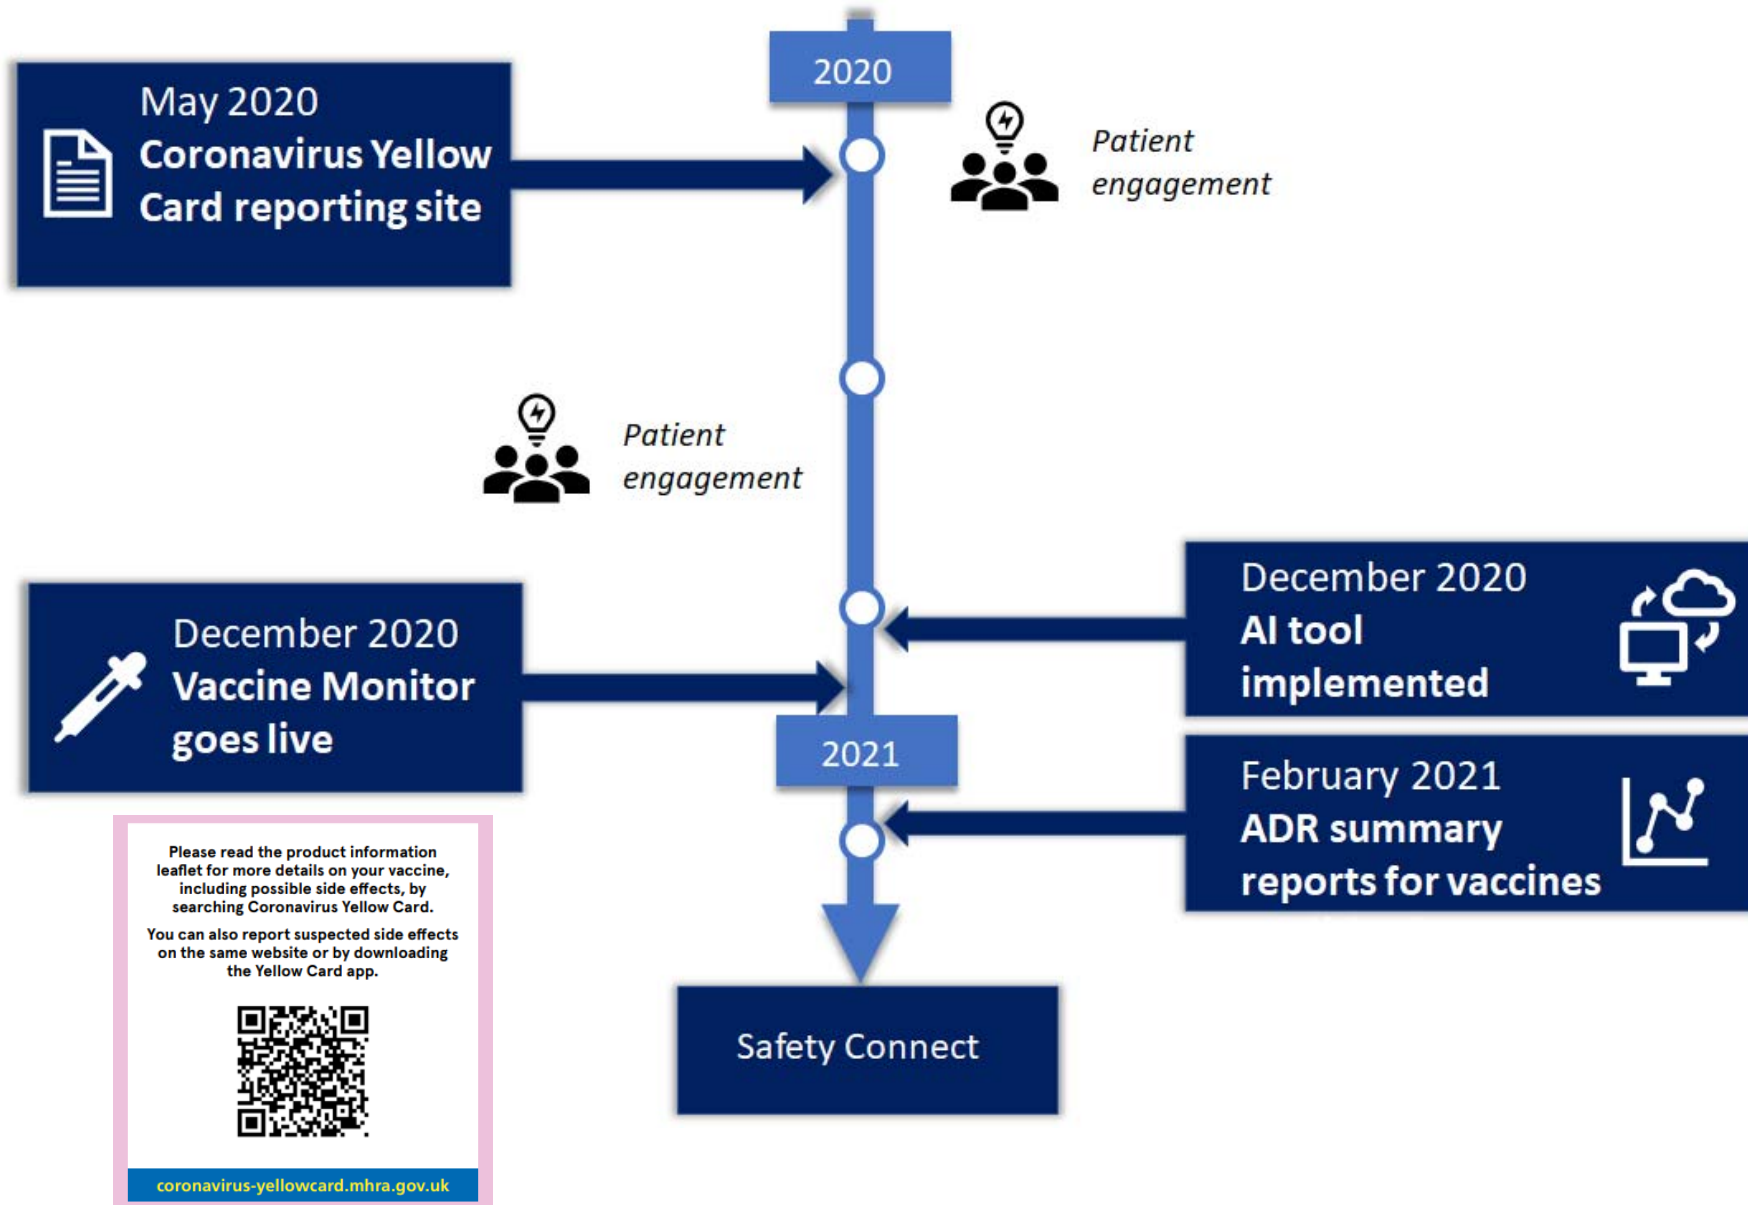 2020
May 2020
Coronavirus Yellow
Card reporting site
Patient
engagement
Patient
engagement
December 2020
AI tool
implemented
December 2020
Vaccine Monitor
goes live
2021
February 2021
ADR summary
reports for vaccines
Please read the product information
leaflet for more details on your vaccine,
including possible side effects, by
searching Coronavirus Yellow Card.
You can also report suspected side effects
on the same website or by downloading
the Yellow Card app.
Safety Connect
coronavirus-yellowcard.mhra.gov.uk